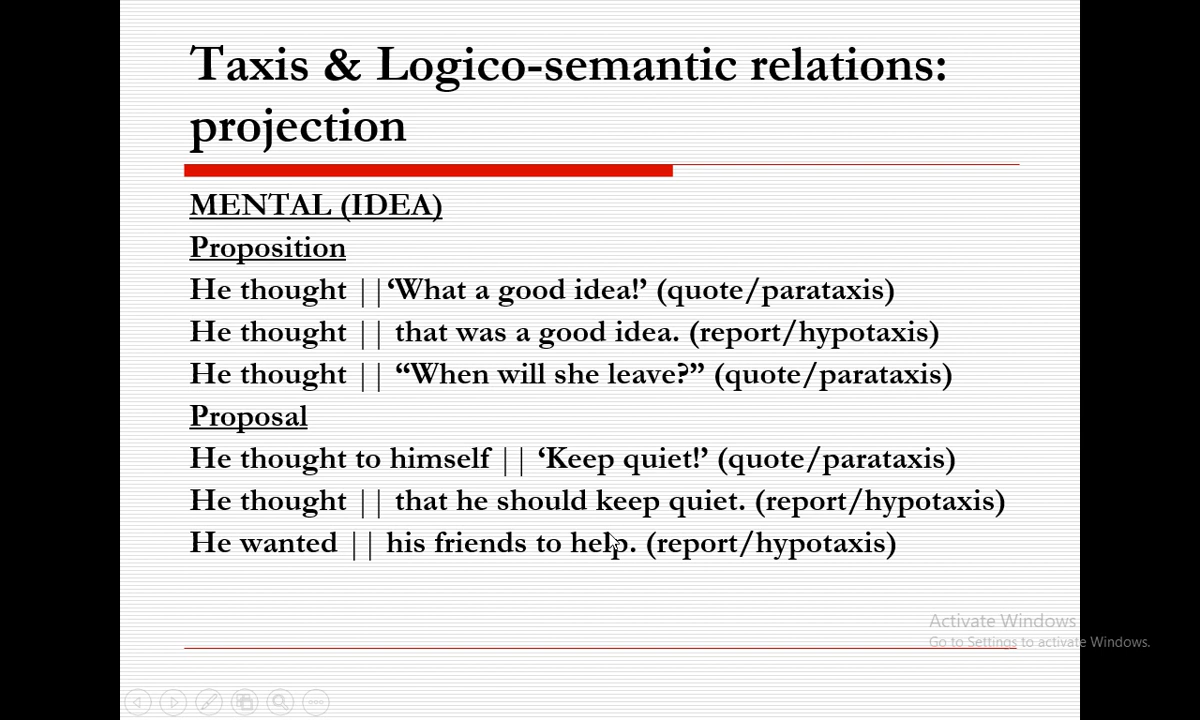 Taxis & Logico-semantic relations:
projection
MENTAL (IDEA)
Proposition
He thought ||‘What a good idea!’ (quote/parataxis)
He thought || that was a good idea. (report/hypotaxis)
He thought || “When will she leave?” (quote/parataxis)
Proposal
He thought to himself || ‘Keep quiet!’ (quote/parataxis)
He thought || that he should keep quiet. (report/hypotaxis)
He wanted || his friends to help. (report/hypotaxis)
Activate Windows
Go to Settings to activate Windows.